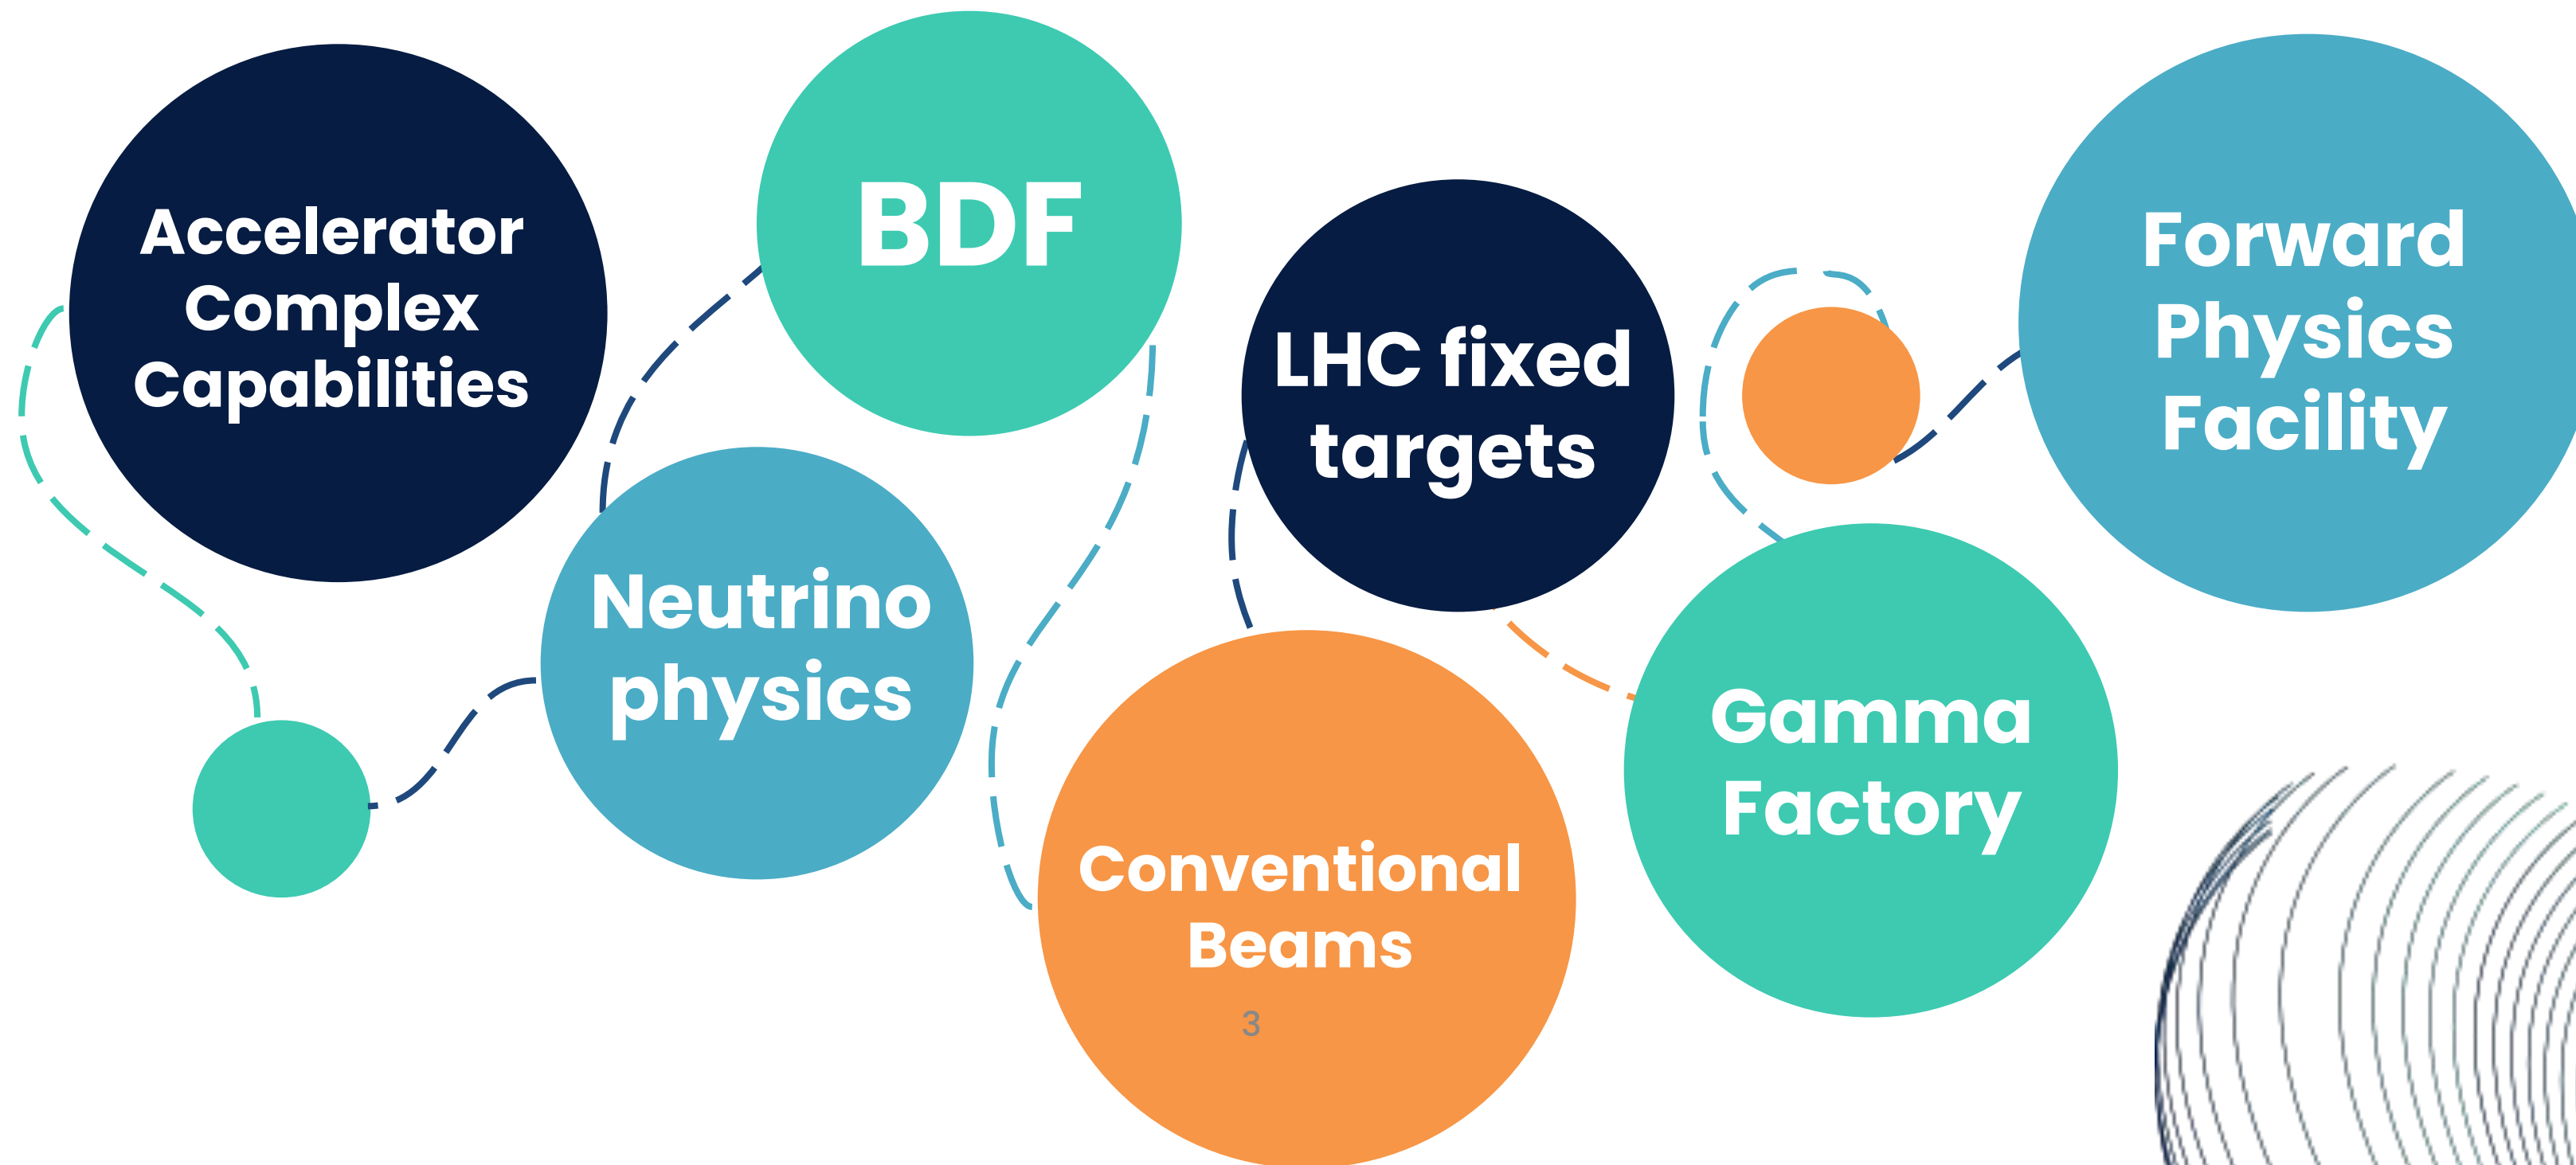 Accelerator
Complex
Capabilities
BDF
Neutrino
physics
LHC fixed
targets
Conventional
Beams
3
Gamma
Factory
Forward
Physics
Facility